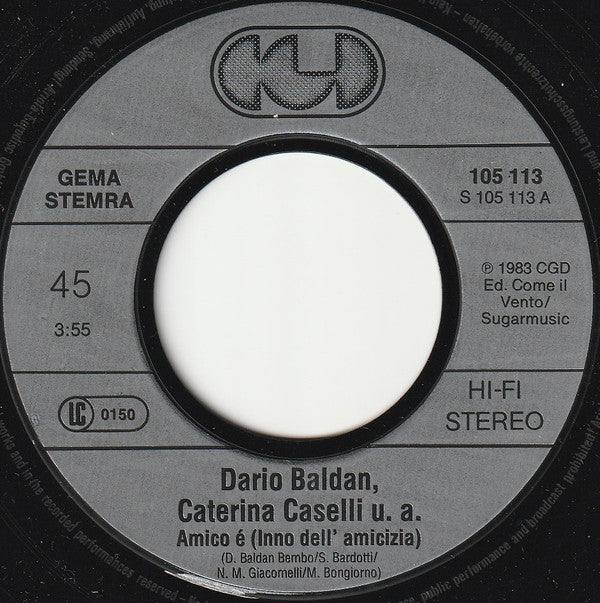 CGD
GEMA
STEMRA
45
3:55
LC 0150
105 113
S 105 113 A
℗ 1983 CGD
Ed. Come il
Vento/
Sugarmusic
HI-FI
STEREO
Dario Baldan,
Caterina Caselli u. a.
Amico é (Inno dell' amicizia)
(D. Baldan Bembo/S. Bardotti/
N. M. Giacomelli/M. Bongiorno)